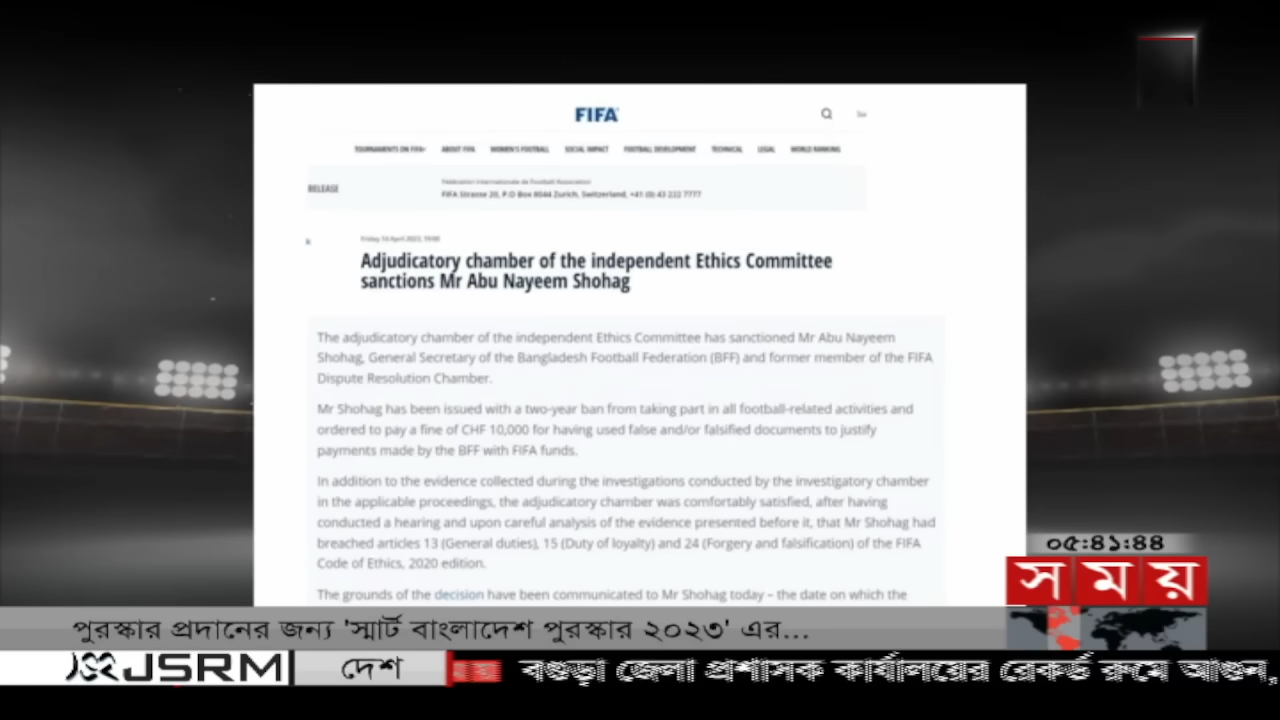 FIFA
TOURNAMENTS ON FIFA+ ABOUT FIFA WOMEN'S FOOTBALL SOCIAL IMPACT FOOTBALL DEVELOPMENT TECHNICAL LEGAL WORLD RANKING
Fédération Internationale de Football Association
RELEASE
FIFA Strasse 20, P.O Box 8044 Zurich, Switzerland, +41 (0) 43 222 7777
Friday 14 April 2023, 19:00
Adjudicatory chamber of the independent Ethics Committee
sanctions Mr Abu Nayeem Shohag
The adjudicatory chamber of the independent Ethics Committee has sanctioned Mr Abu Nayeem
Shohag, General Secretary of the Bangladesh Football Federation (BFF) and former member of the FIFA
Dispute Resolution Chamber.
Mr Shohag has been issued with a two-year ban from taking part in all football-related activities and
ordered to pay a fine of CHF 10,000 for having used false and/or falsified documents to justify
payments made by the BFF with FIFA funds.
In addition to the evidence collected during the investigations conducted by the investigatory chamber
in the applicable proceedings, the adjudicatory chamber was comfortably satisfied, after having
conducted a hearing and upon careful analysis of the evidence presented before it, that Mr Shohag had
breached articles 13 (General duties), 15 (Duty of loyalty) and 24 (Forgery and falsification) of the FIFA
Code of Ethics, 2020 edition.
The grounds of the decision have been communicated to Mr Shohag today – the date on which the
০৫:৪১:৪৪
সময়
পুরস্কার প্রদানের জন্য 'স্মার্ট বাংলাদেশ পুরস্কার ২০২৩' এর...
JSRM দেশ বগুড়া জেলা প্রশাসক কার্যালয়ের রেকর্ড রুমে আগুন,